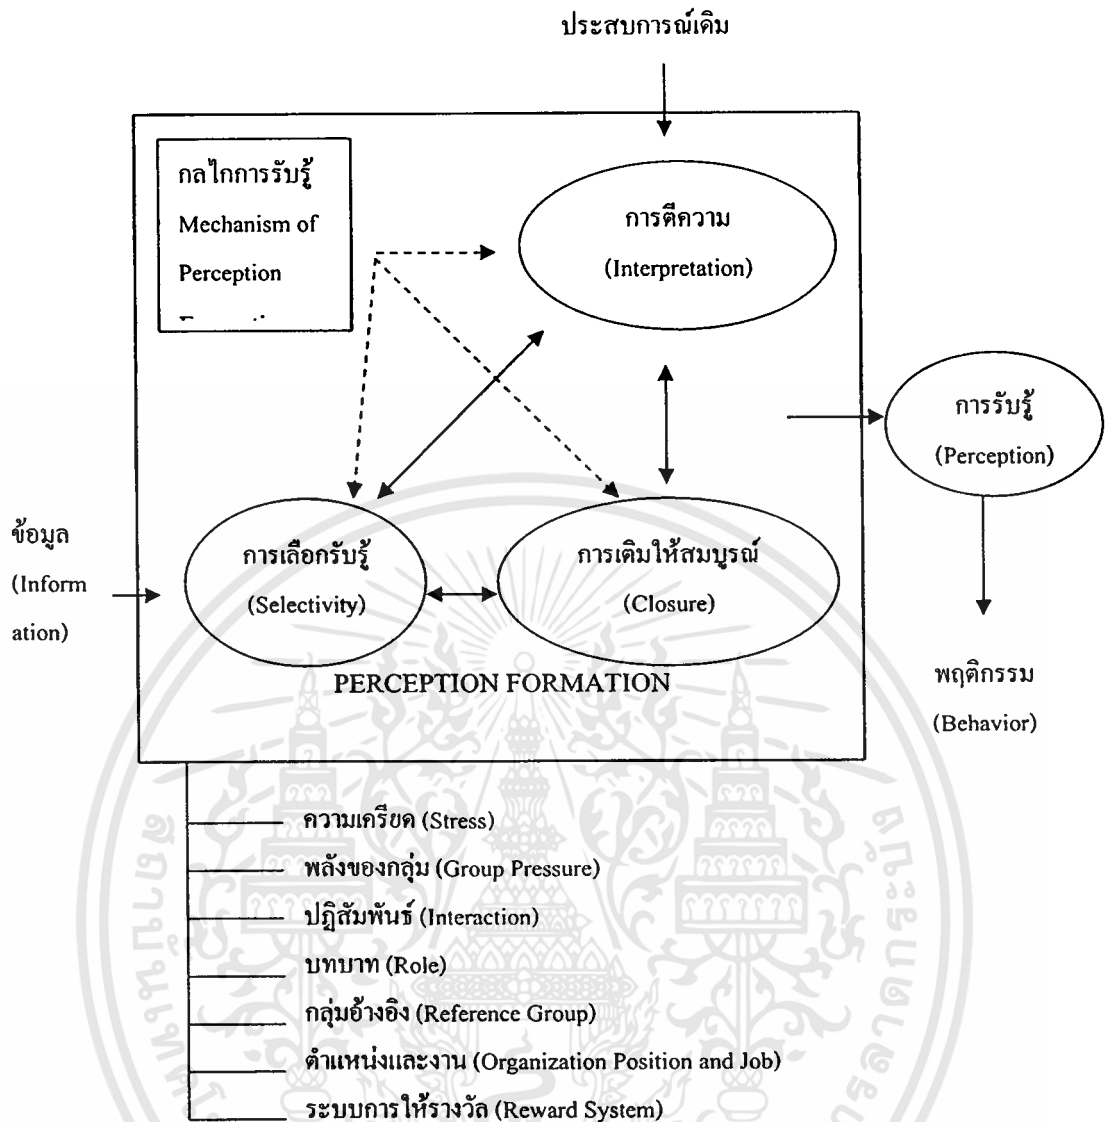 ประสบการณ์เดิม
กลไกการรับรู้
Mechanism of
Perception
การตีความ
(Interpretation)
การรับรู้
(Perception)
ข้อมูล
(Inform
ation)
การเลือกรับรู้
(Selectivity)
การเติมให้สมบูรณ์
(Closure)
PERCEPTION FORMATION
พฤติกรรม
(Behavior)
ความเครียด (Stress)
พลังของกลุ่ม (Group Pressure)
ปฏิสัมพันธ์ (Interaction)
บทบาท (Role)
กลุ่มอ้างอิง (Reference Group)
ตำแหน่งและงาน (Organization Position and Job)
ระบบการให้รางวัล (Reward System)